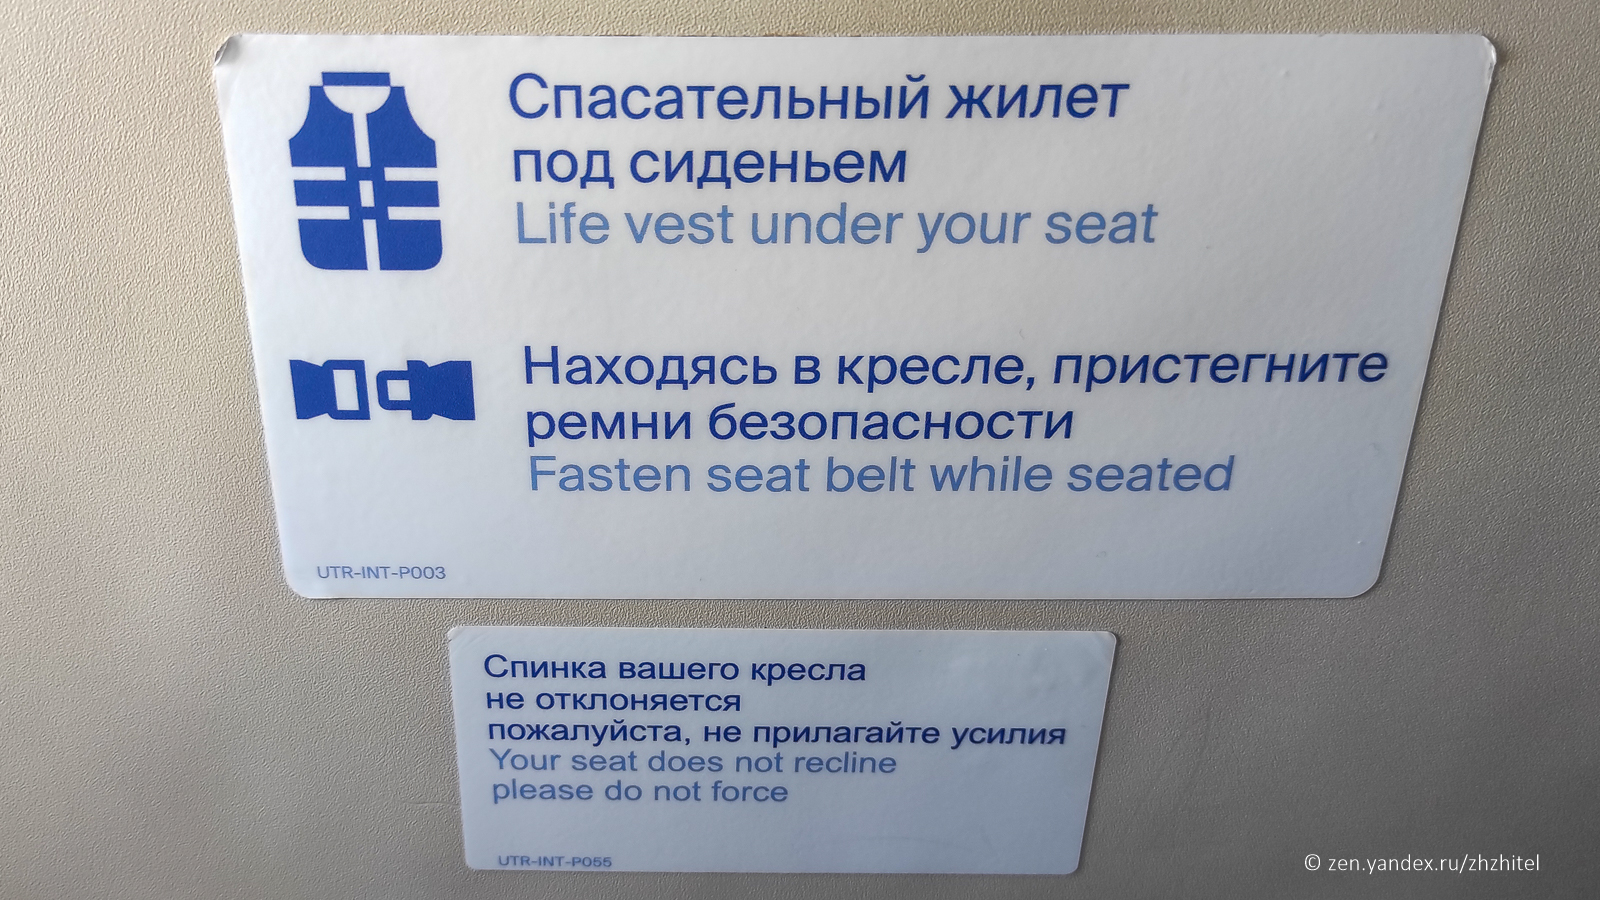 Спасательный жилет
под сиденьем
Life vest under your seat
Находясь в кресле, пристегните
ремни безопасности
Fasten seat belt while seated
UTR-INT-P003
Спинка вашего кресла
не отклоняется
пожалуйста, не прилагайте усилия
Your seat does not recline
please do not force
UTR-INT-P055
© zen.yandex.ru/zhzhitel